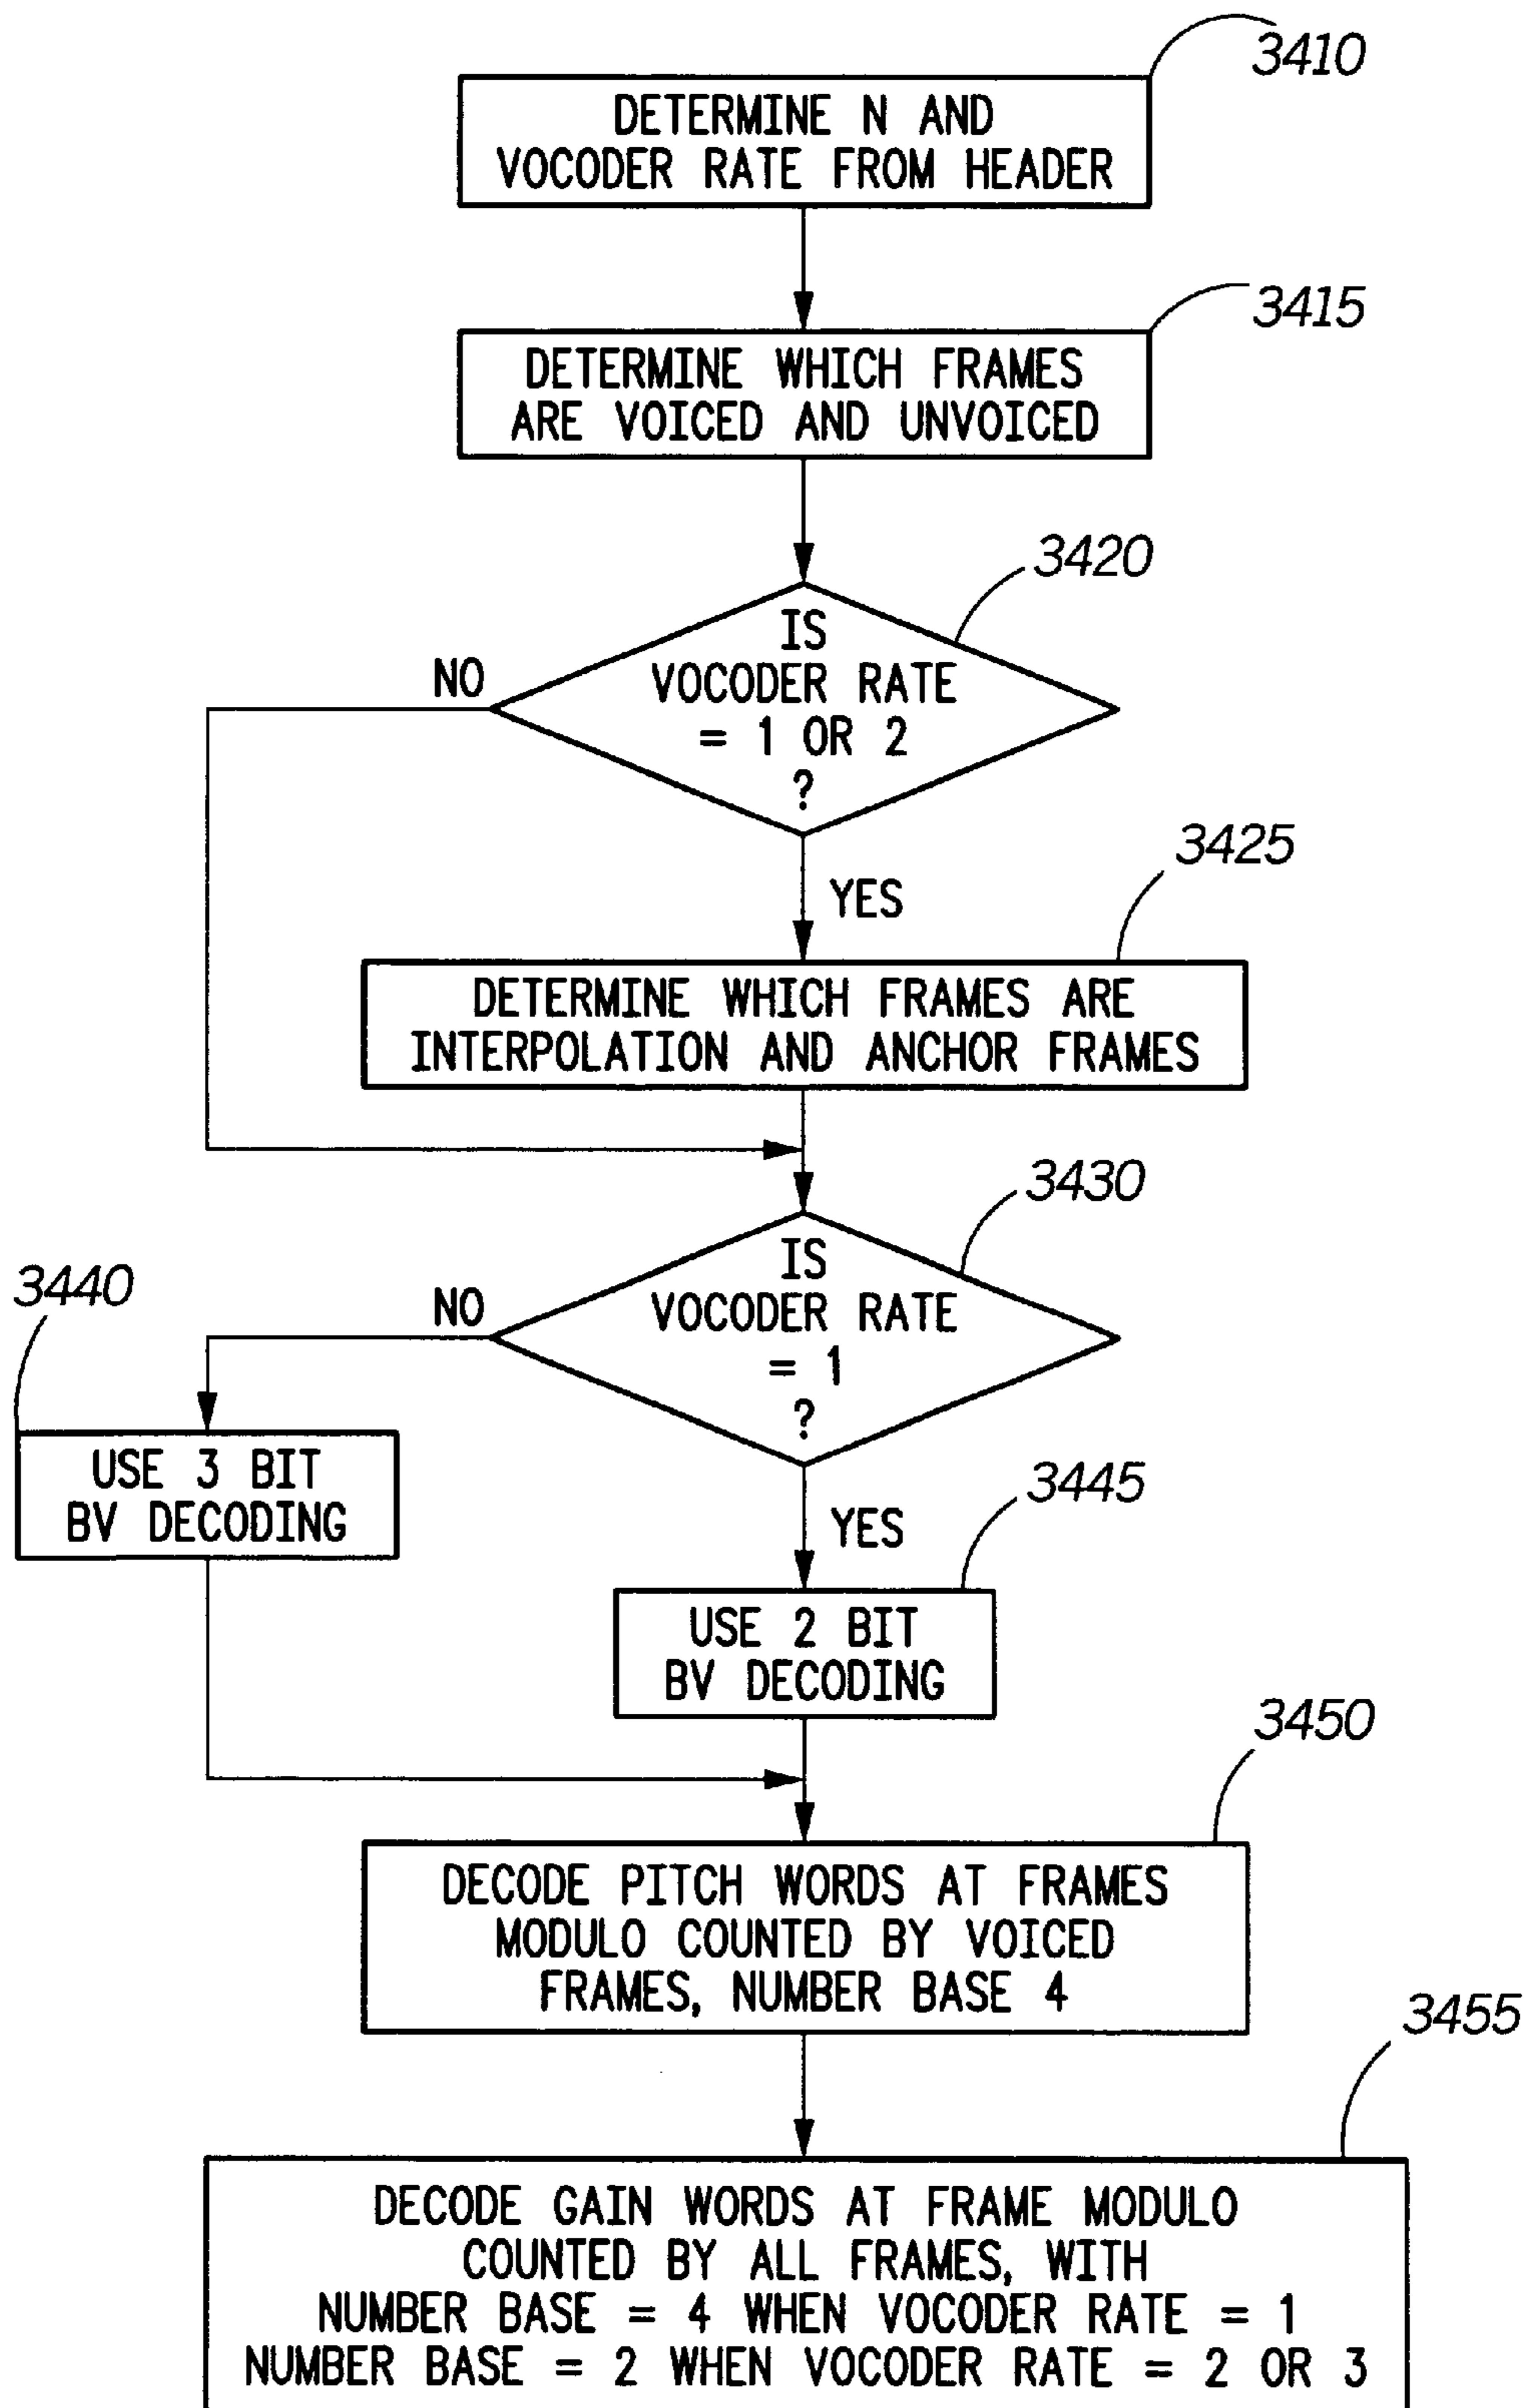 3410
DETERMINE N AND
VOCODER RATE FROM HEADER
3415
DETERMINE WHICH FRAMES
ARE VOICED AND UNVOICED
3420
IS
VOCODER RATE
= 1 OR 2
?
NO
YES
3425
DETERMINE WHICH FRAMES ARE
INTERPOLATION AND ANCHOR FRAMES
3430
IS
VOCODER RATE
= 1
?
NO
3440
USE 3 BIT
BV DECODING
YES
3445
USE 2 BIT
BV DECODING
3450
DECODE PITCH WORDS AT FRAMES
MODULO COUNTED BY VOICED
FRAMES, NUMBER BASE 4
3455
DECODE GAIN WORDS AT FRAME MODULO
COUNTED BY ALL FRAMES, WITH
NUMBER BASE = 4 WHEN VOCODER RATE = 1
NUMBER BASE = 2 WHEN VOCODER RATE = 2 OR 3